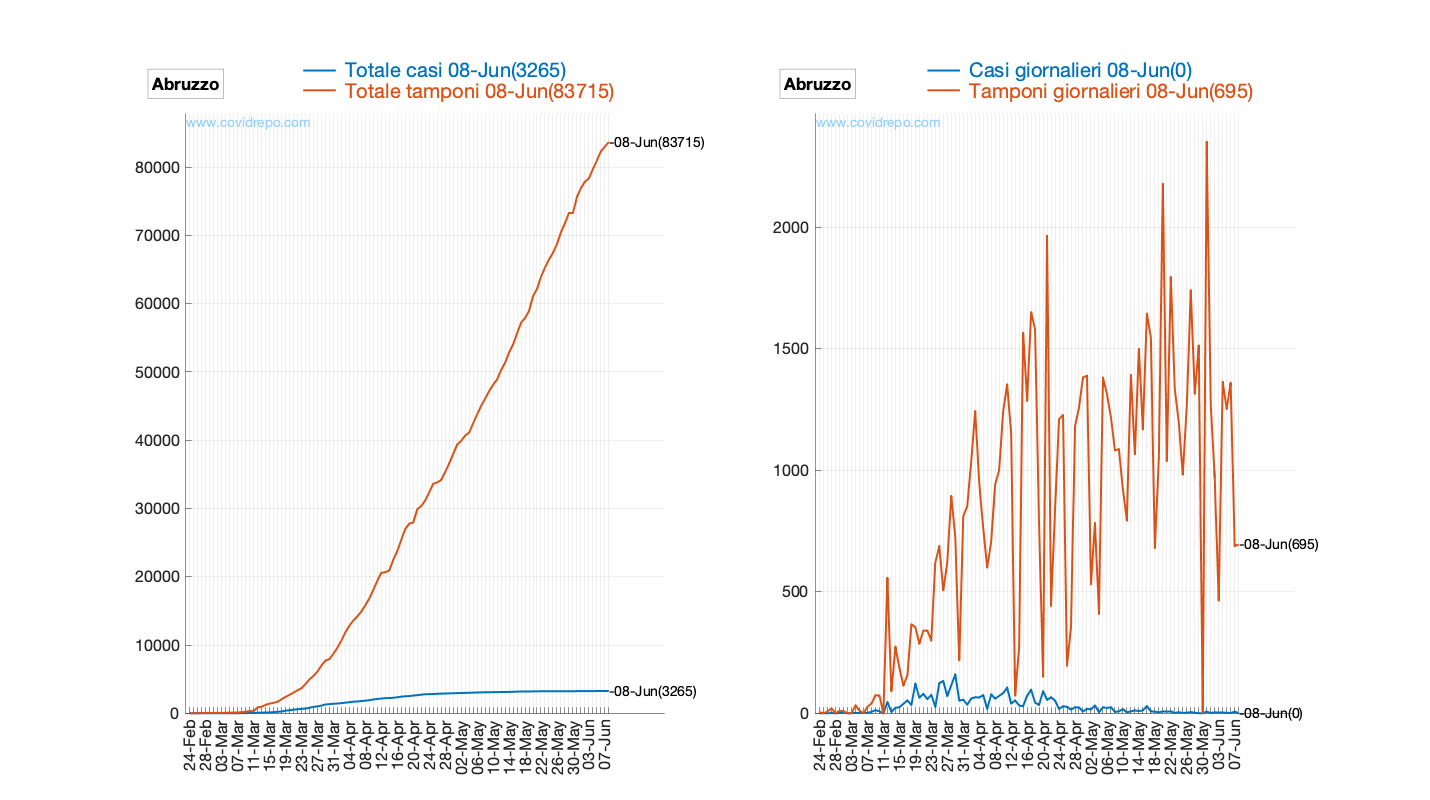 Abruzzo
Totale casi 08-Jun(3265)
Totale tamponi 08-Jun(83715)
www.covidrepo.com
-08-Jun(83715)
80000
70000
60000
50000
40000
30000
20000
10000
0
-08-Jun(3265)
24-Feb
28-Feb
03-Mar
07-Mar
11-Mar
15-Mar
19-Mar
23-Mar
27-Mar
31-Mar
04-Apr
08-Apr
12-Apr
16-Apr
20-Apr
24-Apr
28-Apr
02-May
06-May
10-May
14-May
18-May
22-May
26-May
30-May
03-Jun
07-Jun
Abruzzo
Casi giornalieri 08-Jun(0)
Tamponi giornalieri 08-Jun(695)
www.covidrepo.com
2000
1500
1000
500
0
-08-Jun(695)
-08-Jun(0)
24-Feb
28-Feb
03-Mar
07-Mar
11-Mar
15-Mar
19-Mar
23-Mar
27-Mar
31-Mar
04-Apr
08-Apr
12-Apr
16-Apr
20-Apr
24-Apr
28-Apr
02-May
06-May
10-May
14-May
18-May
22-May
26-May
30-May
03-Jun
07-Jun